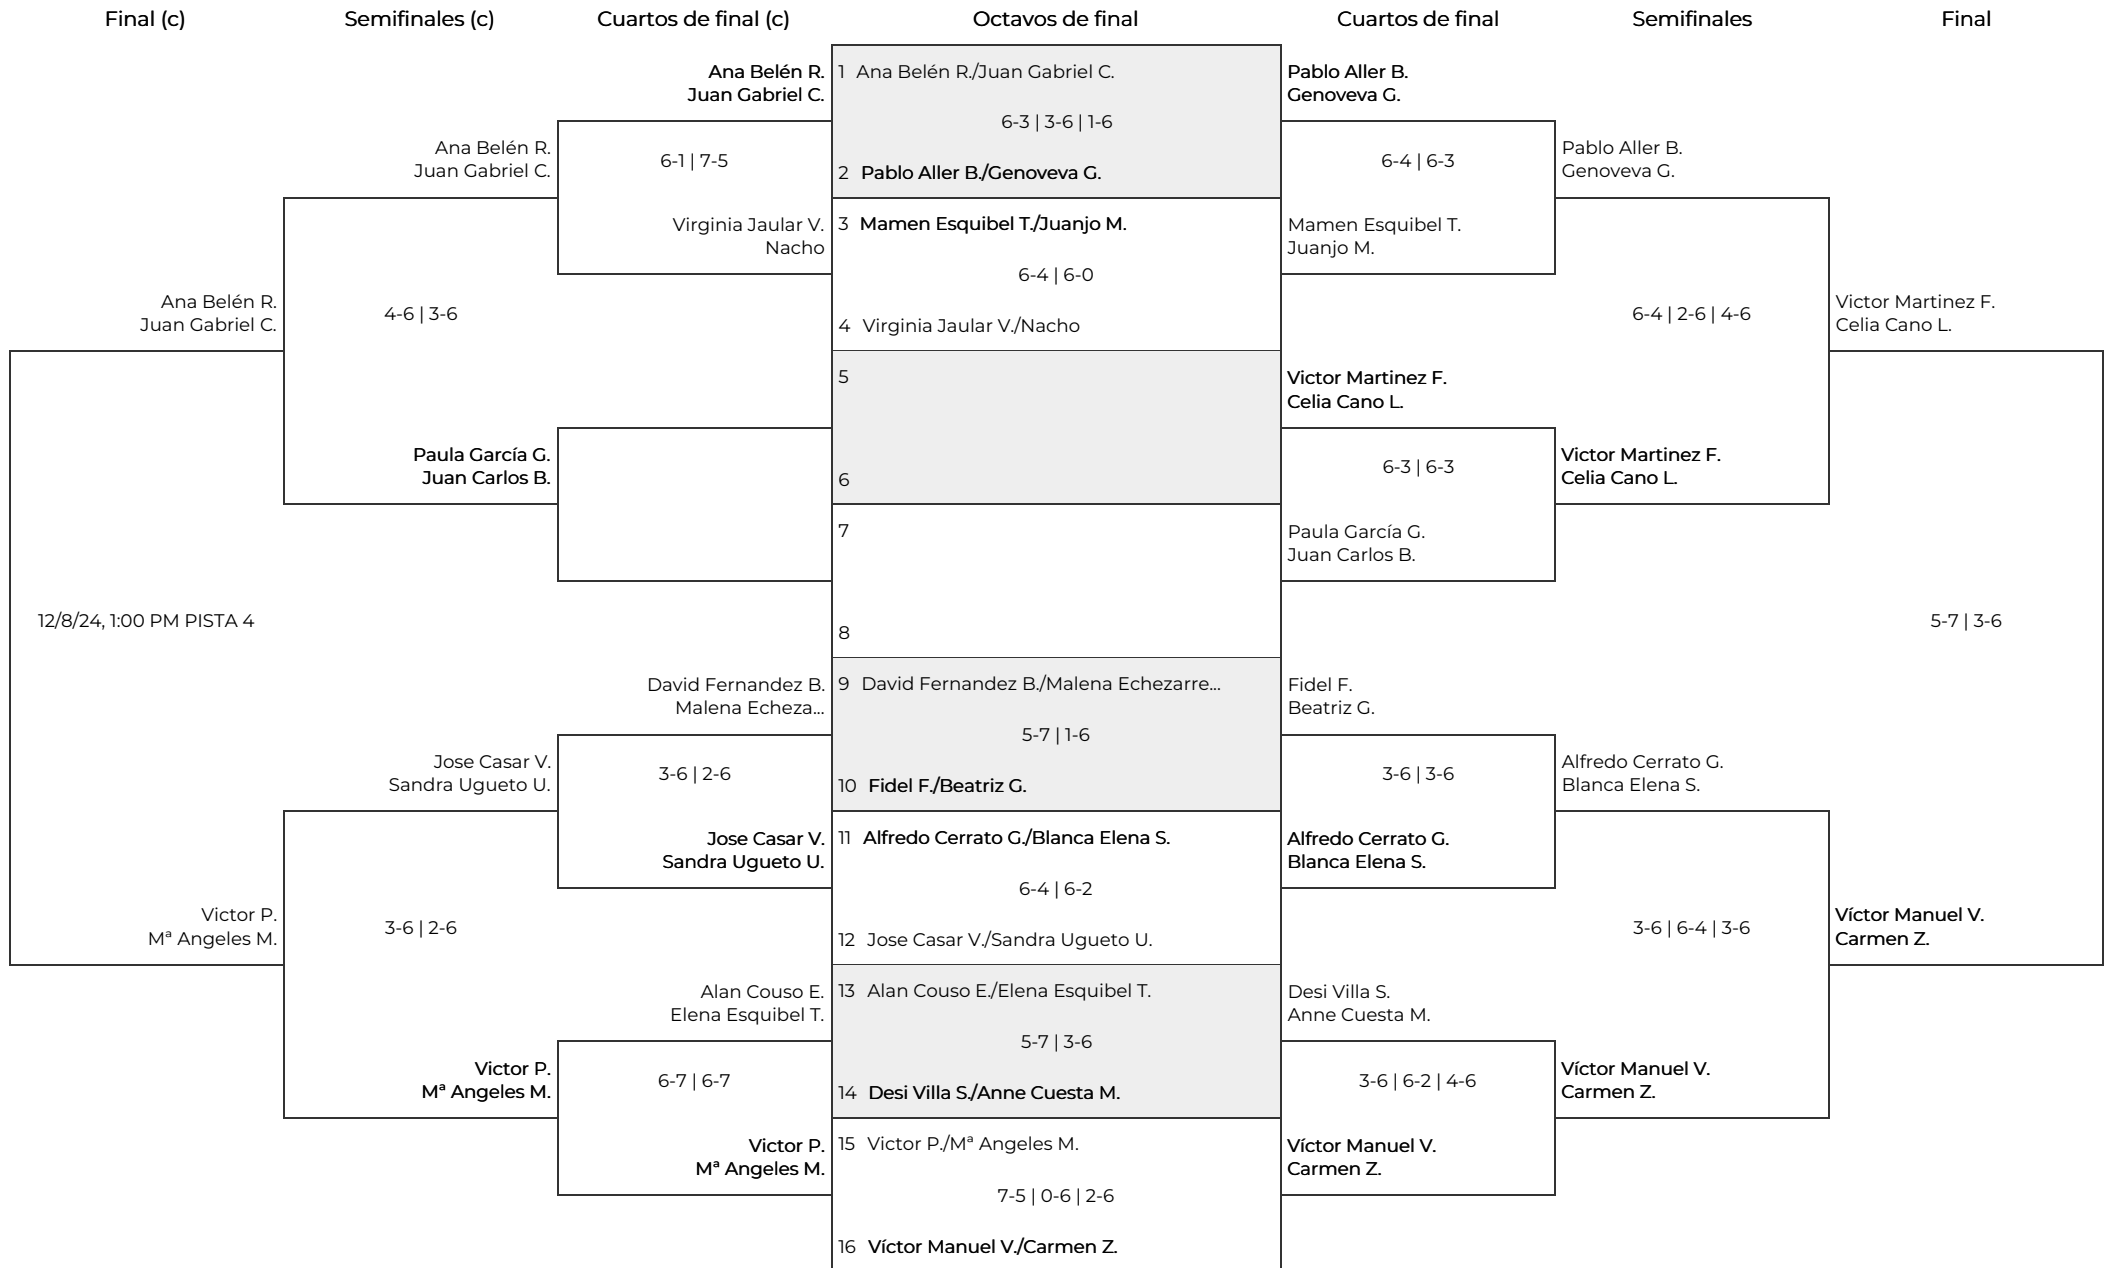 Final (c)
Semifinales (c)
Cuartos de final (c)
Octavos de final
Cuartos de final
Semifinales
Final
Ana Belén R.
Juan Gabriel C.
6-1 | 7-5
Virginia Jaular V.
Nacho
David Fernandez B.
Malena Echeza...
3-6 | 2-6
Jose Casar V.
Sandra Ugueto U.
Alan Couso E.
Elena Esquibel T.
6-7 | 6-7
Victor P.
Mª Angeles M.
Ana Belén R.
Juan Gabriel C.
4-6 | 3-6
Paula García G.
Juan Carlos B.
Jose Casar V.
Sandra Ugueto U.
3-6 | 2-6
Victor P.
Mª Angeles M.
Ana Belén R.
Juan Gabriel C.
12/8/24, 1:00 PM PISTA 4
Victor P.
Mª Angeles M.
1 Ana Belén R./Juan Gabriel C.
6-3 | 3-6 | 1-6
2 Pablo Aller B./Genoveva G.
3 Mamen Esquibel T./Juanjo M.
6-4 | 6-0
4 Virginia Jaular V./Nacho
5
6
7
8
9 David Fernandez B./Malena Echezarre...
5-7 | 1-6
10 Fidel F./Beatriz G.
11 Alfredo Cerrato G./Blanca Elena S.
6-4 | 6-2
12 Jose Casar V./Sandra Ugueto U.
13 Alan Couso E./Elena Esquibel T.
5-7 | 3-6
14 Desi Villa S./Anne Cuesta M.
15 Victor P./Mª Angeles M.
7-5 | 0-6 | 2-6
16 Víctor Manuel V./Carmen Z.
Pablo Aller B.
Genoveva G.
6-4 | 6-3
Mamen Esquibel T.
Juanjo M.
Victor Martinez F.
Celia Cano L.
6-3 | 6-3
Paula García G.
Juan Carlos B.
Fidel F.
Beatriz G.
3-6 | 3-6
Alfredo Cerrato G.
Blanca Elena S.
Desi Villa S.
Anne Cuesta M.
3-6 | 6-2 | 4-6
Víctor Manuel V.
Carmen Z.
Pablo Aller B.
Genoveva G.
6-4 | 2-6 | 4-6
Victor Martinez F.
Celia Cano L.
Alfredo Cerrato G.
Blanca Elena S.
3-6 | 6-4 | 3-6
Víctor Manuel V.
Carmen Z.
Victor Martinez F.
Celia Cano L.
5-7 | 3-6
Víctor Manuel V.
Carmen Z.